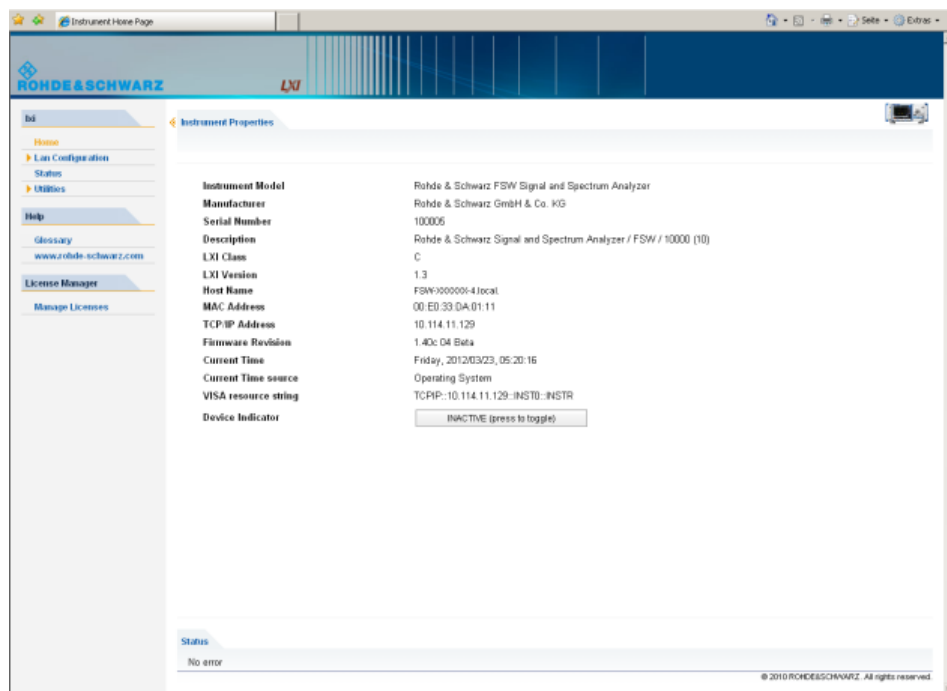 Instrument Home Page
Seite Extras
ROHDE&SCHWARZ
LXI
lxi
Instrument Properties
Home
Lan Configuration
Status
Utilities
Help
Glossary
www.rohde-schwarz.com
License Manager
Manage Licenses
Instrument Model Rohde & Schwarz FSW Signal and Spectrum Analyzer
Manufacturer Rohde & Schwarz GmbH & Co. KG
Serial Number 100005
Description Rohde & Schwarz Signal and Spectrum Analyzer / FSW / 10000 (10)
LXI Class C
LXI Version 1.3
Host Name
MAC Address 00:E0:33:DA:01:11
TCP/IP Address 10.114.11.129
Firmware Revision 1.40c 04 Beta
Current Time Friday, 2012/03/23, 05:20:16
Current Time source Operating System
VISA resource string TCPIP::10.114.11.129::INST0::INSTR
Device Indicator INACTIVE (press to toggle)
Status
No error
© 2010 ROHDE&SCHWARZ. All rights reserved.